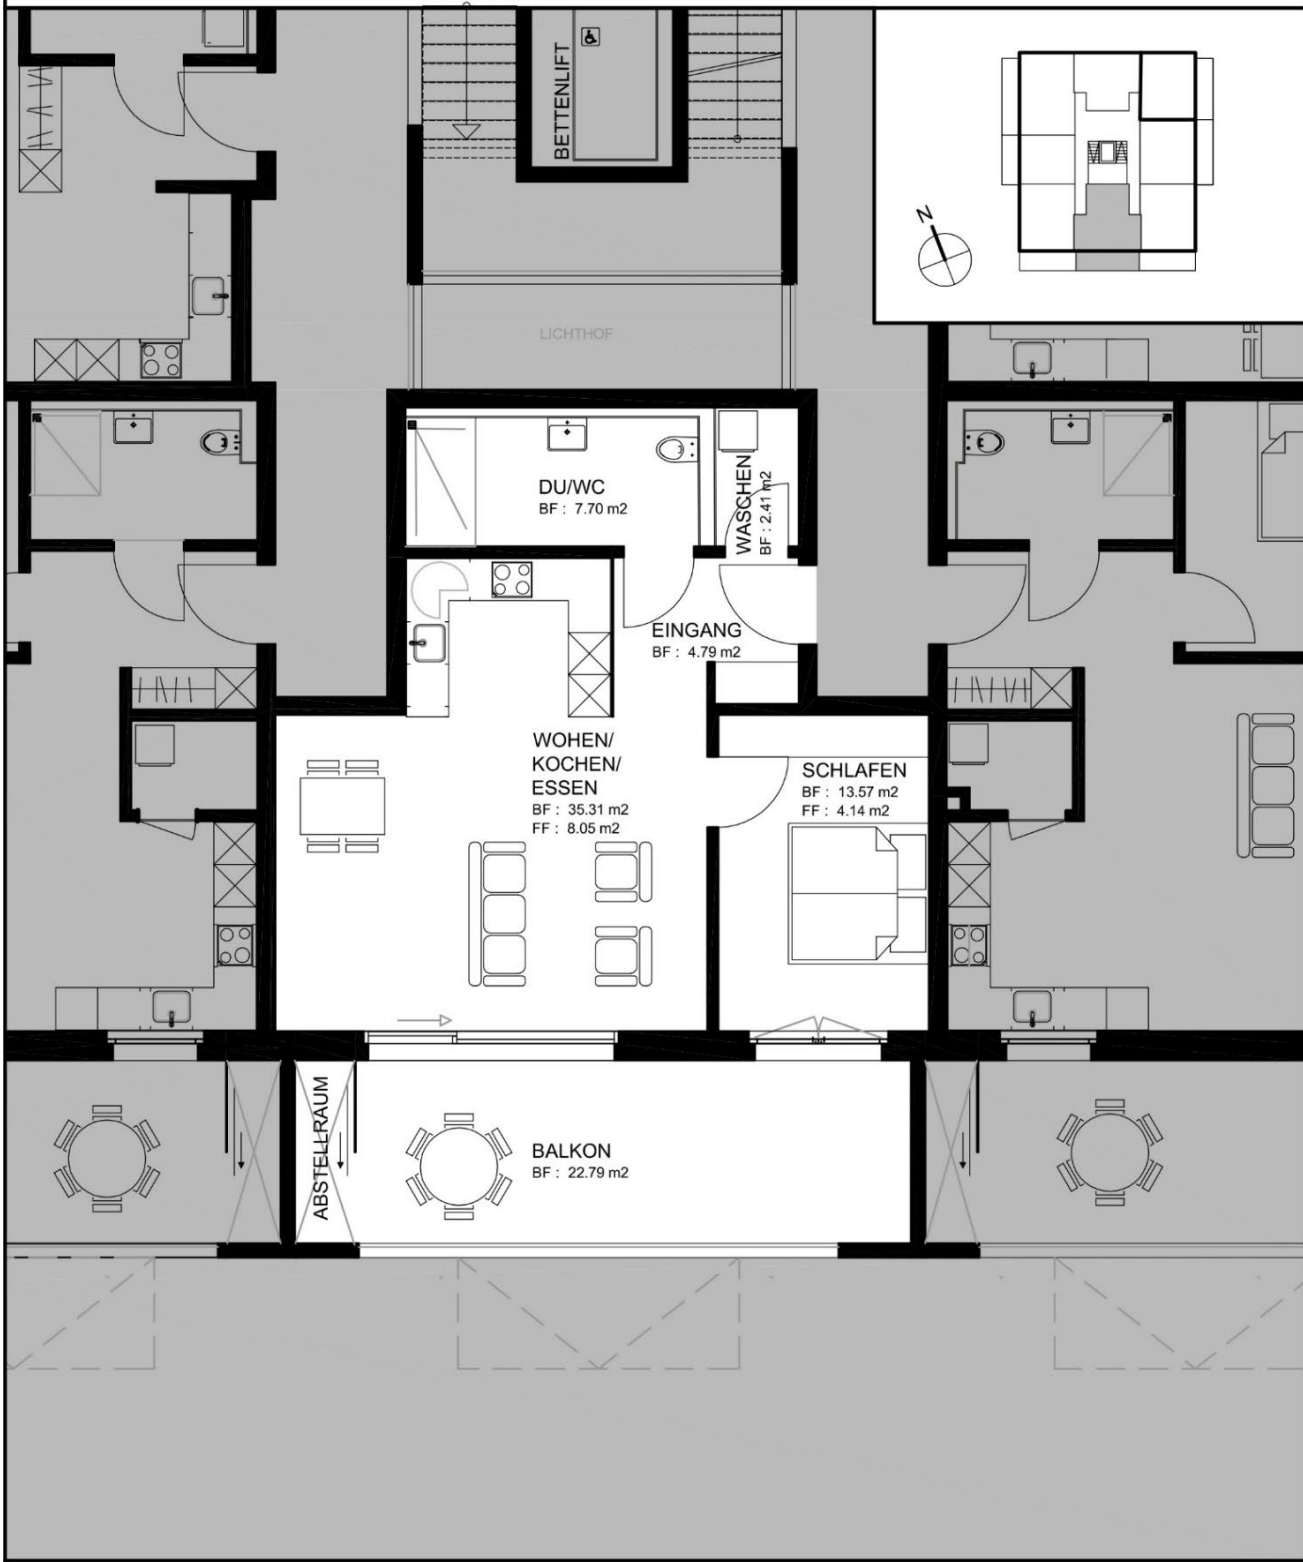 BETTENLIFT
N
LICHTHOF
DU/WC
BF : 7.70 m2
WASCHEN
BF : 2.41 m2
EINGANG
BF : 4.79 m2
WOHEN/
KOCHEN/
ESSEN
BF : 35.31 m2
FF : 8.05 m2
SCHLAFEN
BF : 13.57 m2
FF : 4.14 m2
ABSTELLRAUM
BALKON
BF : 22.79 m2